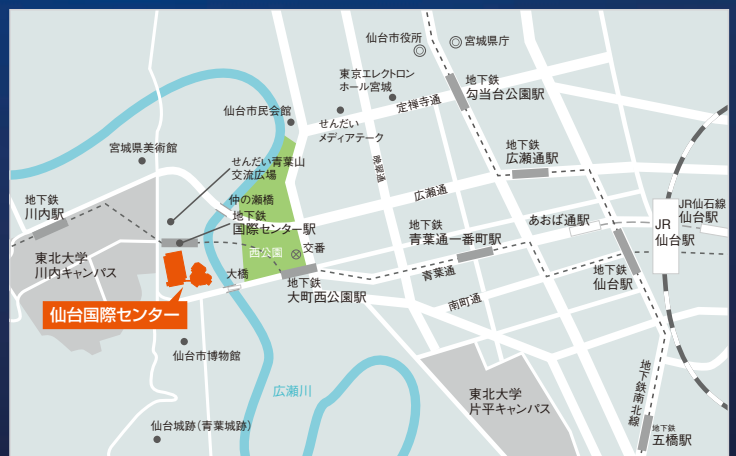 仙台市役所
宮城県庁
東京エレクトロン
ホール宮城
地下鉄
勾当台公園駅
定禅寺通
仙台市民会館
せんだい
メディアテーク
宮城県美術館
せんだい青葉山
交流広場
晩翠通
地下鉄
広瀬通駅
広瀬通
仲の瀬橋
地下鉄
川内駅
地下鉄
国際センター駅
西公園
交番
地下鉄
青葉通一番町駅
あおば通駅
JR仙石線
仙台駅
JR
仙台駅
東北大学
川内キャンパス
大橋
地下鉄
大町西公園駅
青葉通
南町通
地下鉄
仙台駅
仙台国際センター
仙台市博物館
広瀬川
東北大学
片平キャンパス
地下鉄南北線
地下鉄
五橋駅
仙台城跡(青葉城跡)